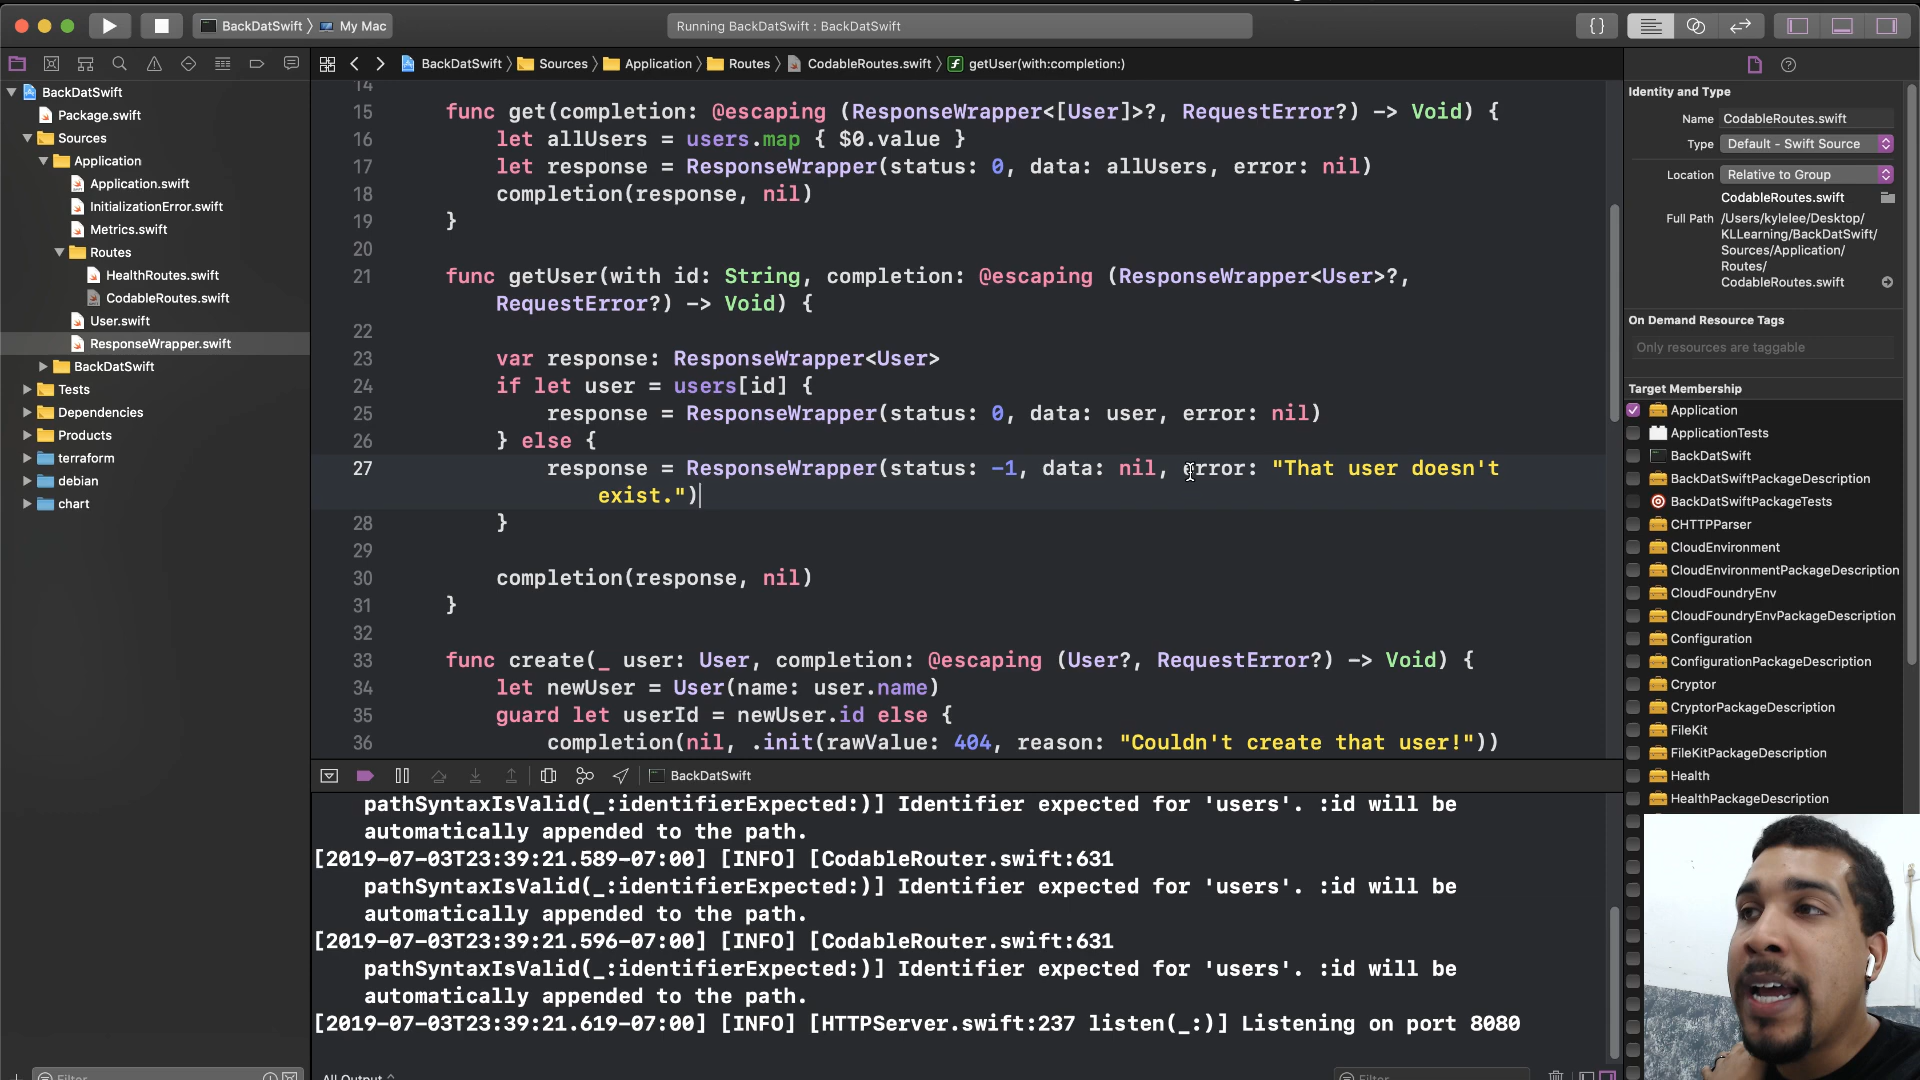 BackDatSwift
My Mac
Running BackDatSwift : BackDatSwift
{}
BackDatSwift
Sources
Application
Routes
CodableRoutes.swift
getUser(with:completion:)
BackDatSwift
Package.swift
Sources
Application
Application.swift
InitializationError.swift
Metrics.swift
Routes
HealthRoutes.swift
CodableRoutes.swift
User.swift
ResponseWrapper.swift
BackDatSwift
Tests
Dependencies
Products
terraform
debian
chart
14
15 func get(completion: @escaping (ResponseWrapper<[User]>?, RequestError?) -> Void) {
16 let allUsers = users.map { $0.value }
17 let response = ResponseWrapper(status: 0, data: allUsers, error: nil)
18 completion(response, nil)
19 }
20
21 func getUser(with id: String, completion: @escaping (ResponseWrapper<User>?,
RequestError?) -> Void) {
22
23 var response: ResponseWrapper<User>
24 if let user = users[id] {
25 response = ResponseWrapper(status: 0, data: user, error: nil)
26 } else {
27 response = ResponseWrapper(status: -1, data: nil, error: "That user doesn't
exist.")
28 }
29
30 completion(response, nil)
31 }
32
33 func create(_ user: User, completion: @escaping (User?, RequestError?) -> Void) {
34 let newUser = User(name: user.name)
35 guard let userId = newUser.id else {
36 completion(nil, .init(rawValue: 404, reason: "Couldn't create that user!"))
BackDatSwift
pathSyntaxIsValid(_:identifierExpected:)] Identifier expected for 'users'. :id will be
automatically appended to the path.
[2019-07-03T23:39:21.589-07:00] [INFO] [CodableRouter.swift:631
pathSyntaxIsValid(_:identifierExpected:)] Identifier expected for 'users'. :id will be
automatically appended to the path.
[2019-07-03T23:39:21.596-07:00] [INFO] [CodableRouter.swift:631
pathSyntaxIsValid(_:identifierExpected:)] Identifier expected for 'users'. :id will be
automatically appended to the path.
[2019-07-03T23:39:21.619-07:00] [INFO] [HTTPServer.swift:237 listen(_:)] Listening on port 8080
Filter
All Output
Filter
Identity and Type
Name CodableRoutes.swift
Type Default - Swift Source
Location Relative to Group
CodableRoutes.swift
Full Path /Users/kylelee/Desktop/
KLLearning/BackDatSwift/
Sources/Application/
Routes/
CodableRoutes.swift
On Demand Resource Tags
Only resources are taggable
Target Membership
Application
ApplicationTests
BackDatSwift
BackDatSwiftPackageDescription
BackDatSwiftPackageTests
CHTTPParser
CloudEnvironment
CloudEnvironmentPackageDescription
CloudFoundryEnv
CloudFoundryEnvPackageDescription
Configuration
ConfigurationPackageDescription
Cryptor
CryptorPackageDescription
FileKit
FileKitPackageDescription
Health
HealthPackageDescription